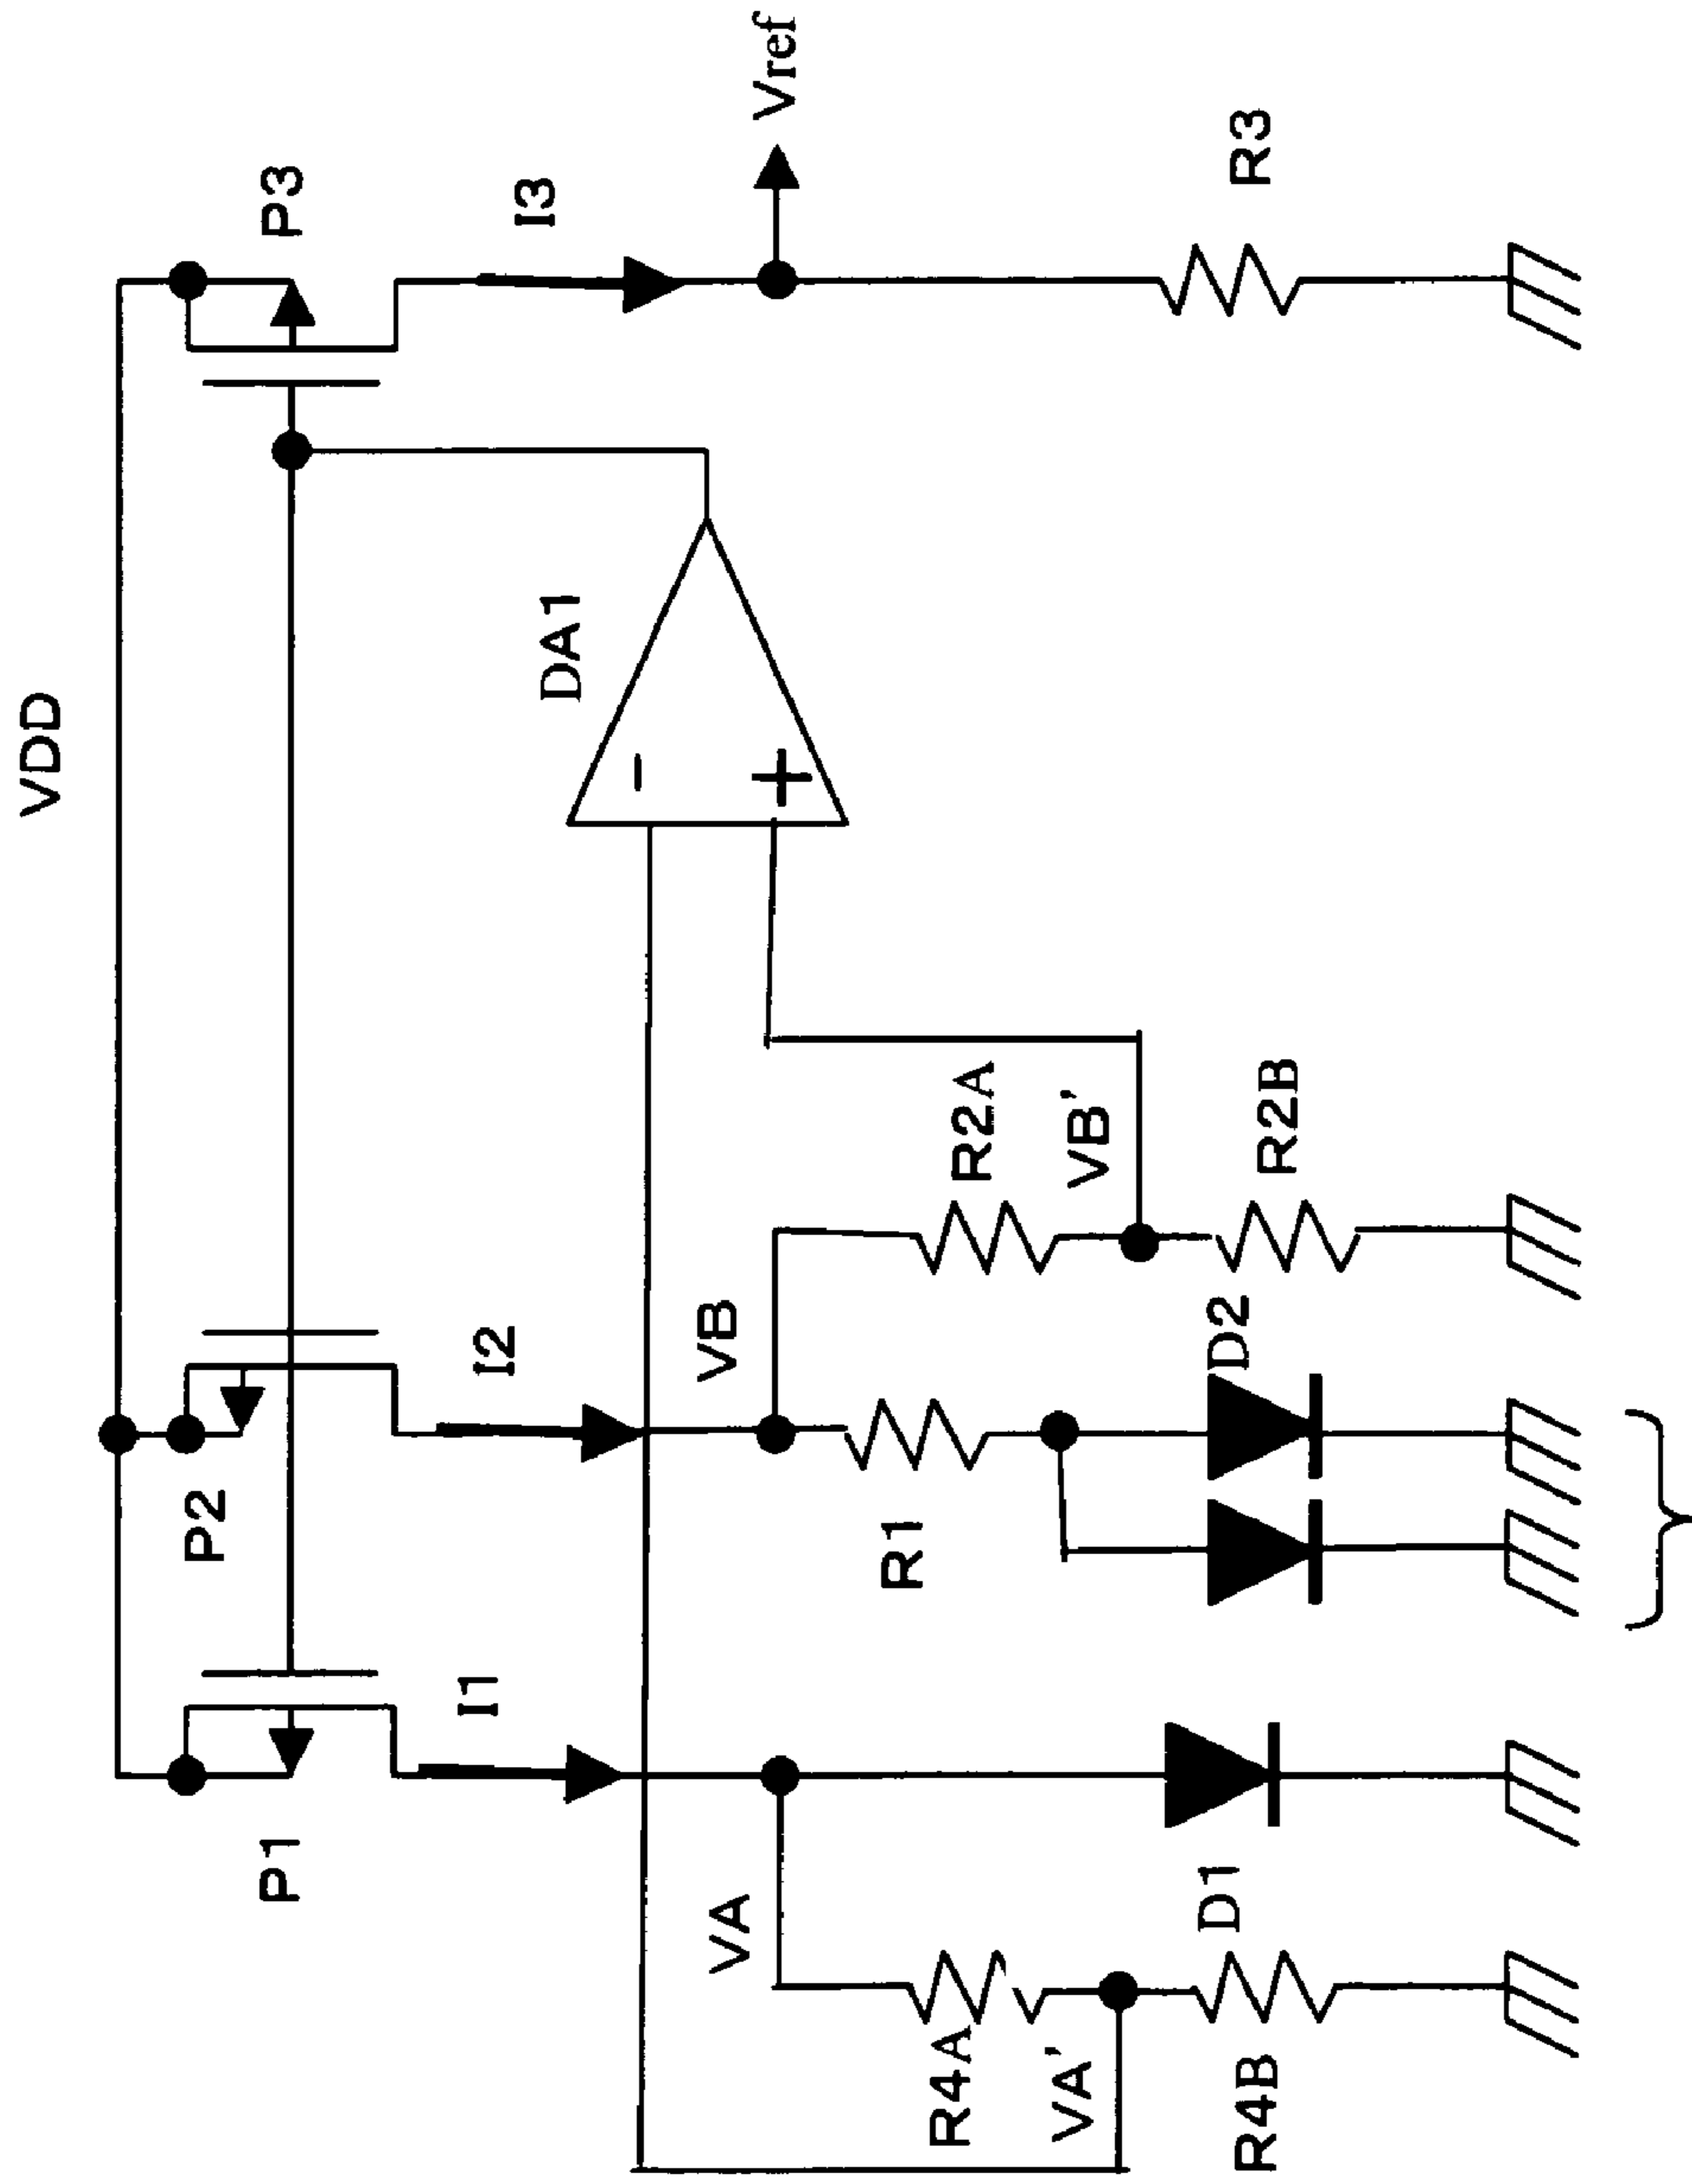 VDD
P1
P2
P3
I1
I2
I3
DA1
-
+
VA
VB
Vref
R4A
R1
R2A
VA'
VB'
R4B
D1
D2
R2B
R3